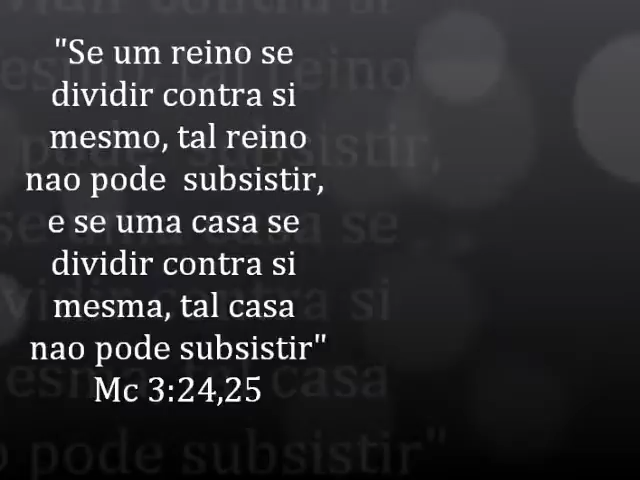 "Se um reino se
dividir contra si
mesmo, tal reino
nao pode  subsistir,
e se uma casa se
dividir contra si
mesma, tal casa
nao pode subsistir"
Mc 3:24,25